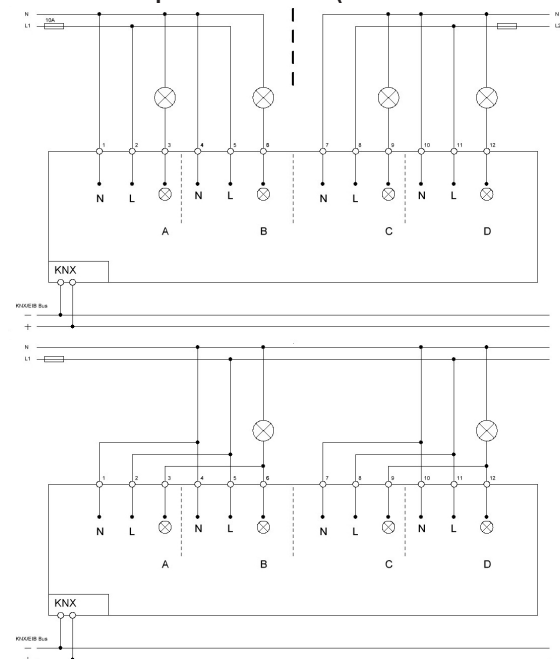 N N
L1 10A L2
1 2 3 4 5 6 7 8 9 10 11 12
N L N L N L N L
A B C D
KNX
KNX/EIB Bus
−
+
N
L1
1 2 3 4 5 6 7 8 9 10 11 12
N L N L N L N L
A B C D
KNX
KNX/EIB Bus
−
+